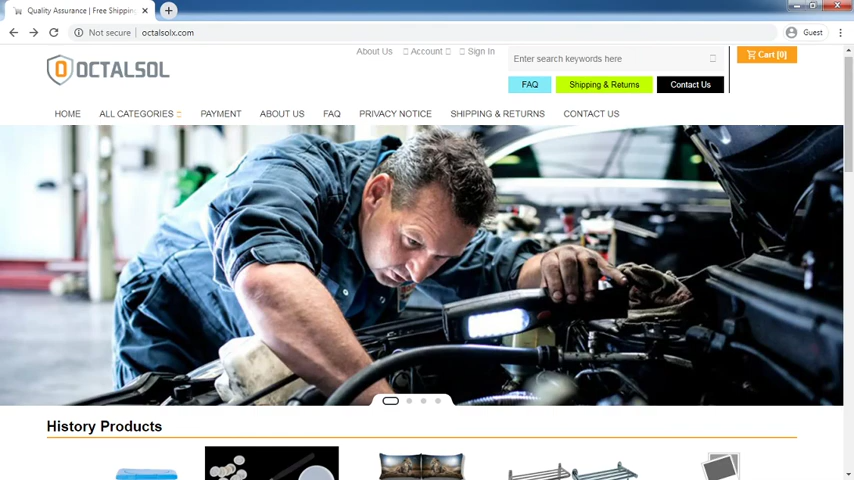 Quality Assurance | Free Shipping
Not secure | octalsolx.com
Guest
OCTALSOL
About Us
Account
Sign In
Enter search keywords here
Cart [0]
FAQ
Shipping & Returns
Contact Us
HOME
ALL CATEGORIES
PAYMENT
ABOUT US
FAQ
PRIVACY NOTICE
SHIPPING & RETURNS
CONTACT US
History Products